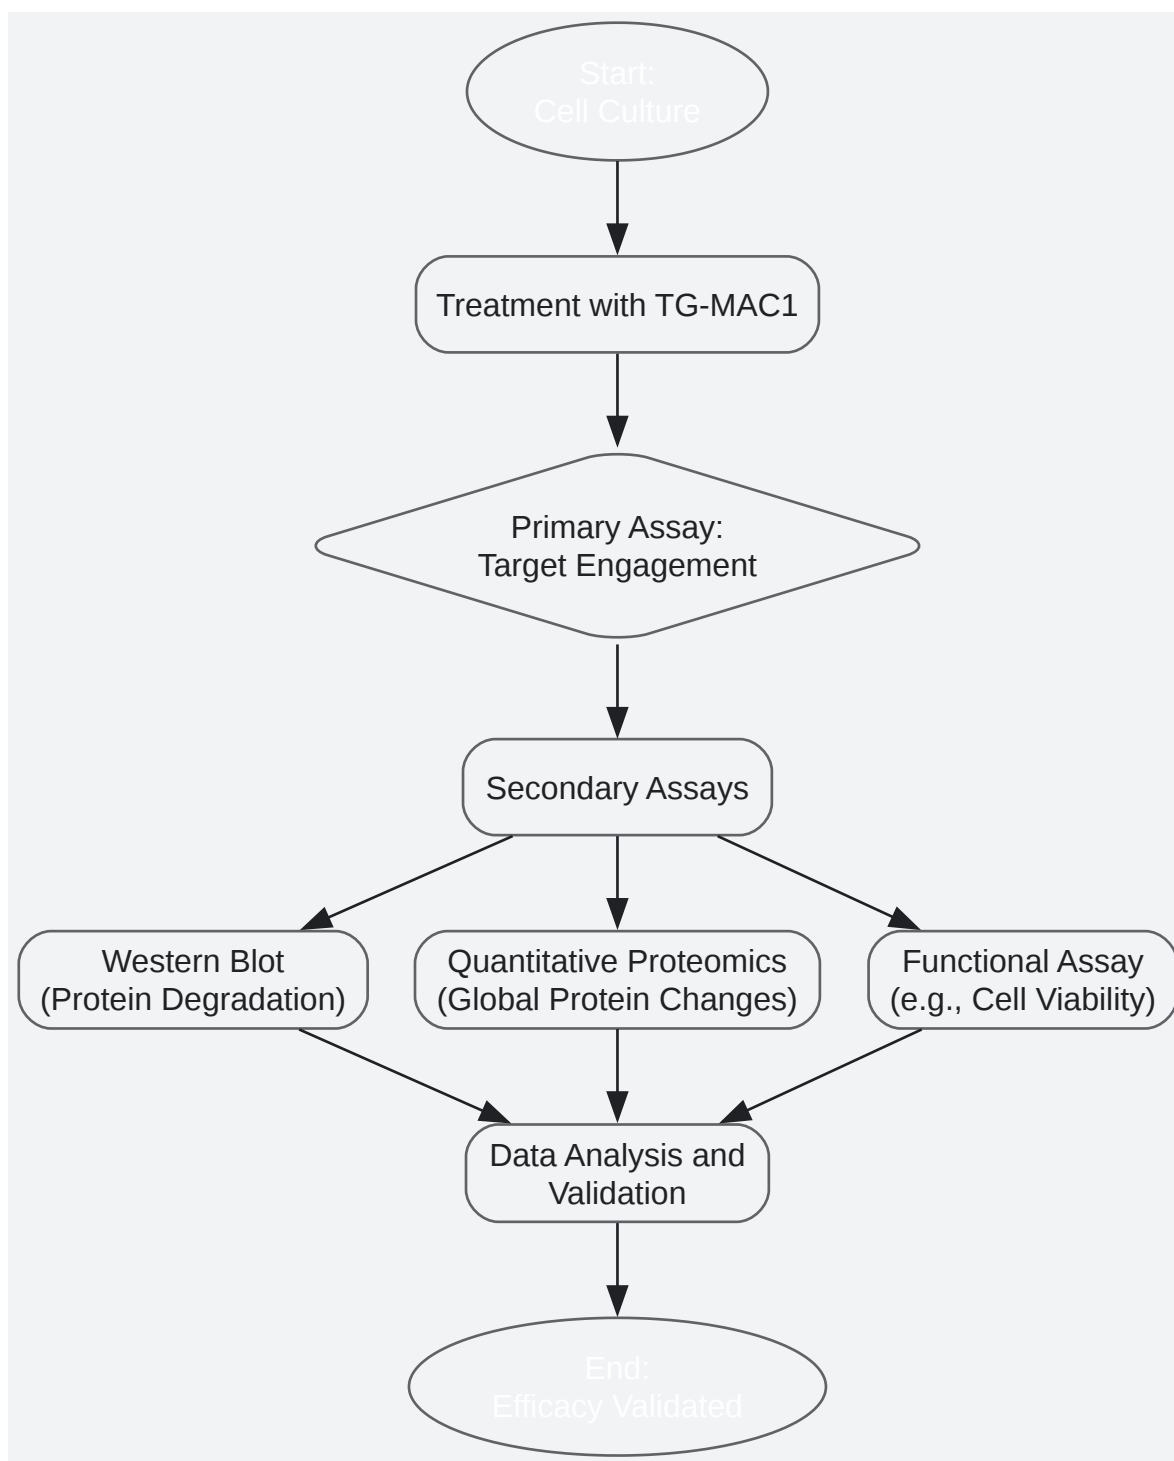 Start:
Cell Culture
Treatment with TG-MAC1
Primary Assay:
Target Engagement
Secondary Assays
Western Blot
(Protein Degradation)
Quantitative Proteomics
(Global Protein Changes)
Functional Assay
(e.g., Cell Viability)
Data Analysis and
Validation
End:
Efficacy Validated